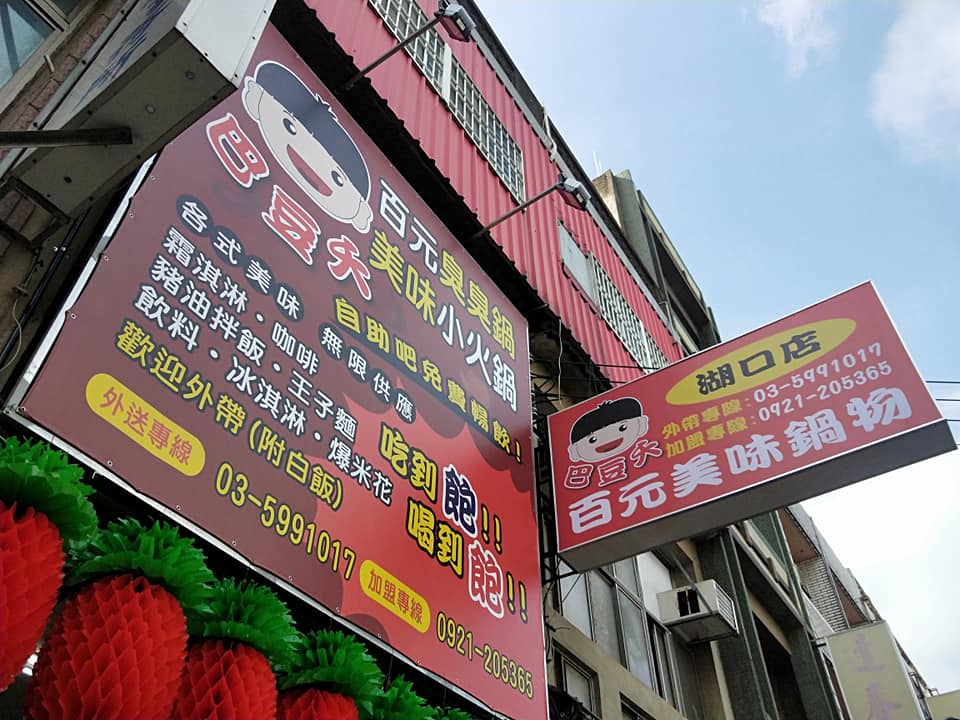 巴豆夭
百元臭臭鍋
美味小火鍋
自助吧免費暢飲!
各式美味 無限供應
霜淇淋·咖啡
豬油拌飯·王子麵
飲料·冰淇淋·爆米花
歡迎外帶(附白飯)
吃到飽!!
喝到飽!!
外送專線 03-5991017
加盟專線 0921-205365
湖口店
外帶專線:03-5991017
加盟專線:0921-205365
巴豆夭
百元美味鍋物